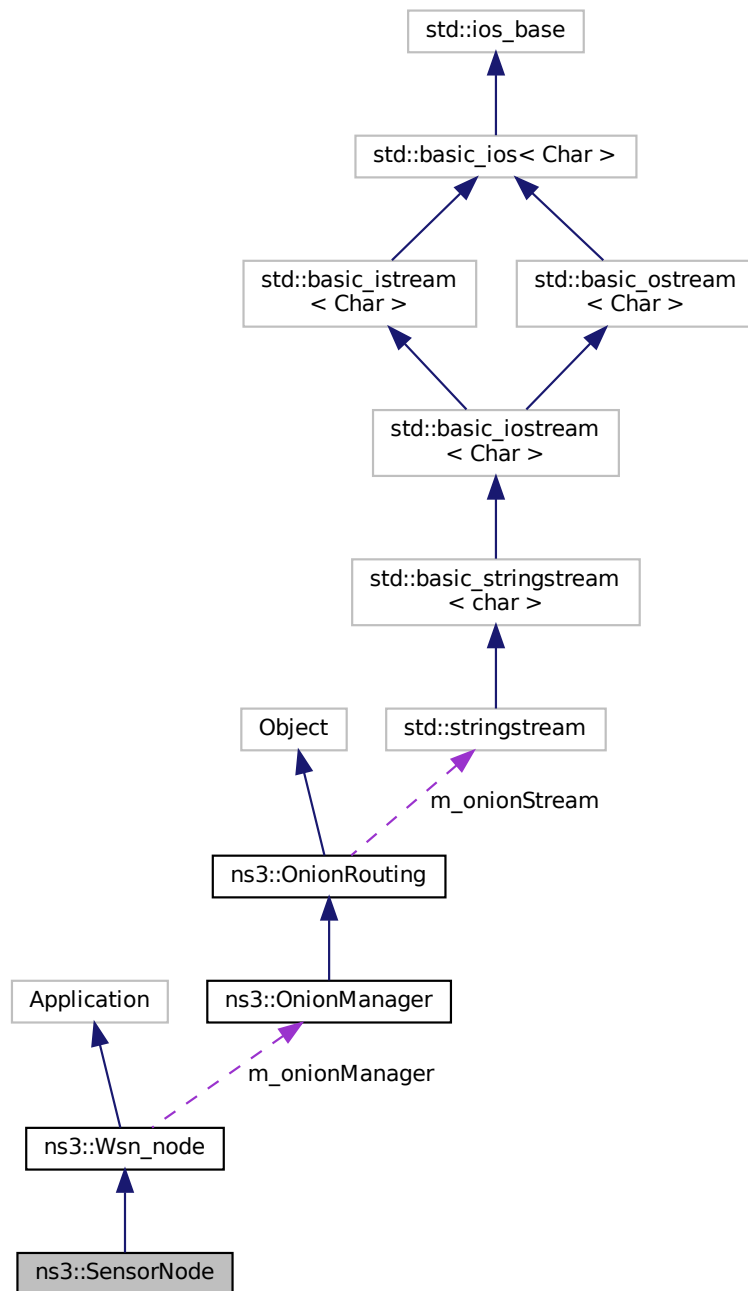 std::ios_base
std::basic_ios< Char >
std::basic_istream
< Char >
std::basic_ostream
< Char >
std::basic_iostream
< Char >
std::basic_stringstream
< char >
Object
std::stringstream
m_onionStream
ns3::OnionRouting
Application
ns3::OnionManager
m_onionManager
ns3::Wsn_node
ns3::SensorNode